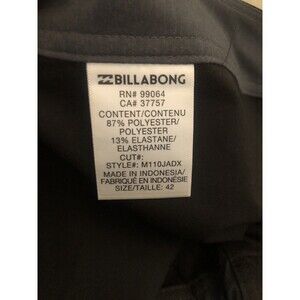 BILLABONG
RN# 99064
CA# 37757
CONTENT/CONTENU
87% POLYESTER/
POLYESTER
13% ELASTANE/
ELASTHANNE
CUT#:
STYLE#: M110JADX
MADE IN INDONESIA/
FABRIQUÉ EN INDONÉSIE
SIZE/TAILLE: 42